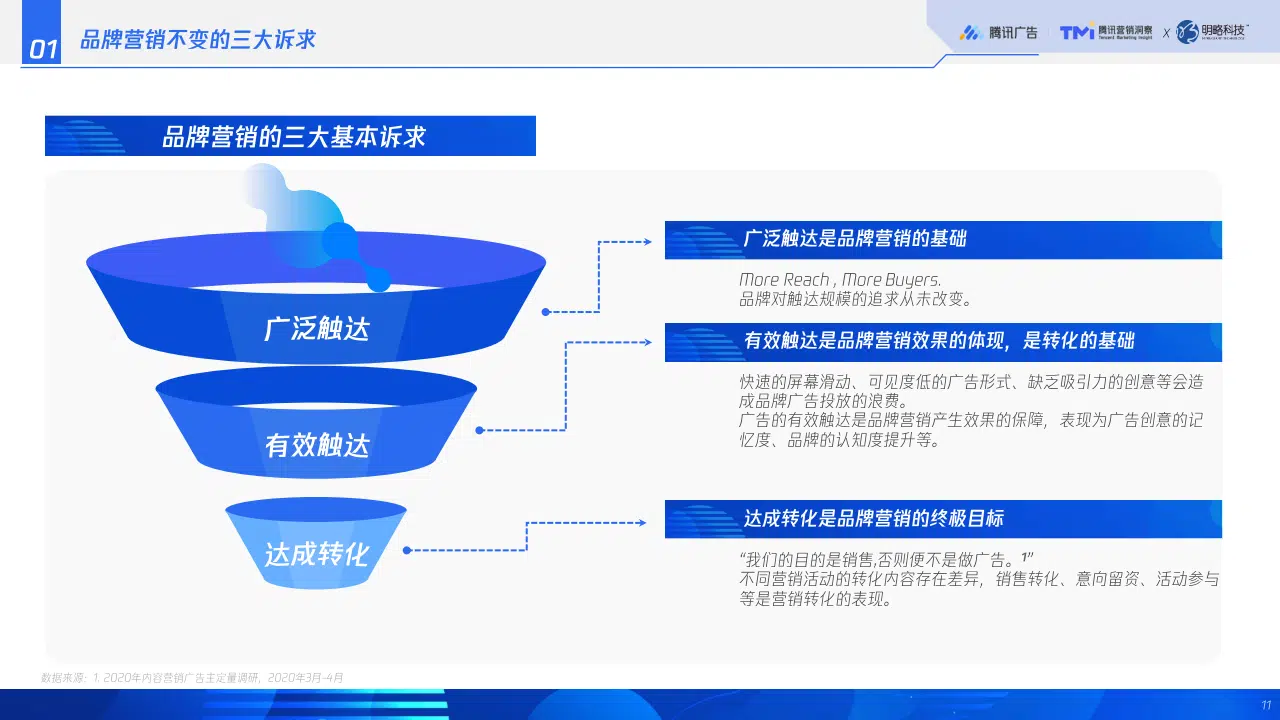 01
品牌营销不变的三大诉求
腾讯广告
TMI 腾讯营销洞察
Tencent Marketing Insight
x
明略科技
品牌营销的三大基本诉求
广泛触达
有效触达
达成转化
广泛触达是品牌营销的基础
More Reach , More Buyers.
品牌对触达规模的追求从未改变。
有效触达是品牌营销效果的体现，是转化的基础
快速的屏幕滑动、可见度低的广告形式、缺乏吸引力的创意等会造
成品牌广告投放的浪费。
广告的有效触达是品牌营销产生效果的保障，表现为广告创意的记
忆度、品牌的认知度提升等。
达成转化是品牌营销的终极目标
“我们的目的是销售,否则便不是做广告。1”
不同营销活动的转化内容存在差异，销售转化、意向留资、活动参与
等是营销转化的表现。
数据来源：1. 2020年内容营销广告主定量调研，2020年3月-4月
11